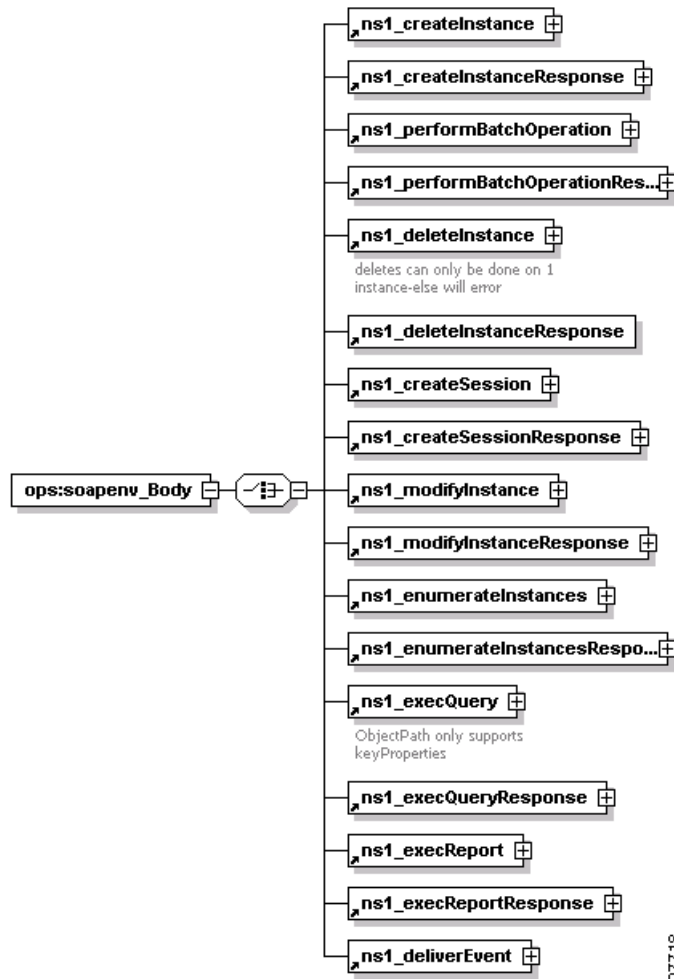 ns1_createInstance
ns1_createInstanceResponse
ns1_performBatchOperation
ns1_performBatchOperationRes...
ns1_deleteInstance
deletes can only be done on 1
instance-else will error
ns1_deleteInstanceResponse
ns1_createSession
ns1_createSessionResponse
ops:soapenv_Body
ns1_modifyInstance
ns1_modifyInstanceResponse
ns1_enumerateInstances
ns1_enumerateInstancesRespo...
ns1_execQuery
ObjectPath only supports
keyProperties
ns1_execQueryResponse
ns1_execReport
ns1_execReportResponse
ns1_deliverEvent